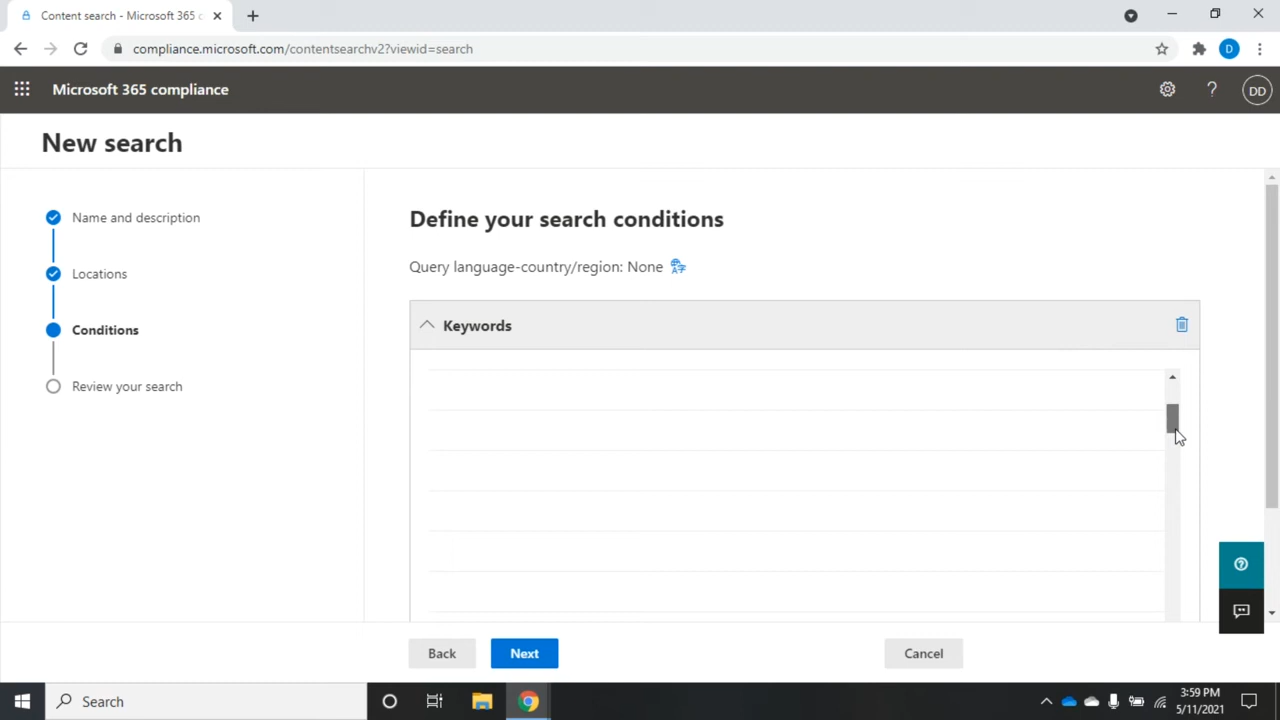 Content search - Microsoft 365 c
compliance.microsoft.com/contentsearchv2?viewid=search
D
Microsoft 365 compliance
?
DD
New search
Name and description
Locations
Conditions
Review your search
Define your search conditions
Query language-country/region: None
Keywords
Back
Next
Cancel
Search
3:59 PM
5/11/2021